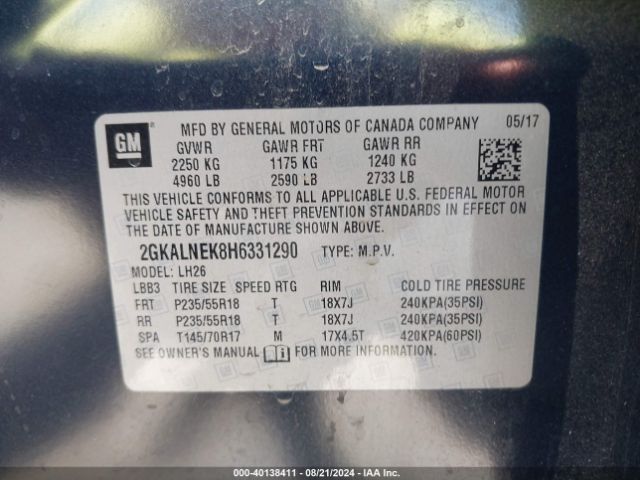 GM
MFD BY GENERAL MOTORS OF CANADA COMPANY 05/17
GVWR GAWR FRT GAWR RR
2250 KG 1175 KG 1240 KG
4960 LB 2590 LB 2733 LB
THIS VEHICLE CONFORMS TO ALL APPLICABLE U.S. FEDERAL MOTOR
VEHICLE SAFETY AND THEFT PREVENTION STANDARDS IN EFFECT ON
THE DATE OF MANUFACTURE SHOWN ABOVE.
2GKALNEK8H6331290 TYPE: M.P.V.
MODEL: LH26
LBB3 TIRE SIZE SPEED RTG RIM COLD TIRE PRESSURE
FRT P235/55R18 T 18X7J 240KPA(35PSI)
RR P235/55R18 T 18X7J 240KPA(35PSI)
SPA T145/70R17 M 17X4.5T 420KPA(60PSI)
SEE OWNER'S MANUAL FOR MORE INFORMATION.
000-40138411 - 08/21/2024 - IAA Inc.